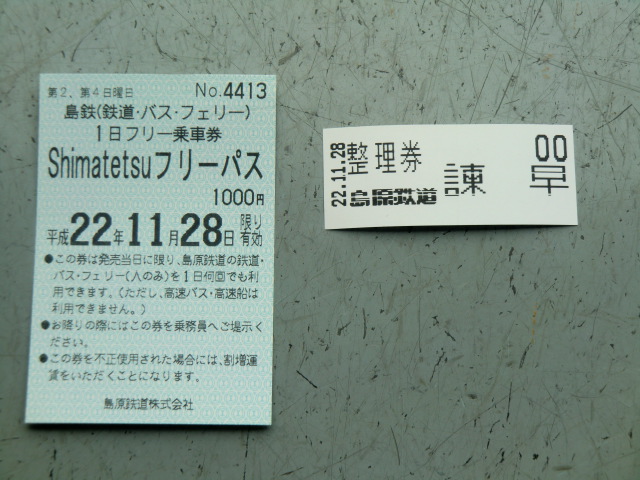 第2、第4日曜日 No.4413
島鉄(鉄道・バス・フェリー)
1日フリー乗車券
Shimatetsuフリーパス
1000円
平成22年11月28日限り有効
●この券は発売当日に限り、島原鉄道の鉄道・
バス・フェリー(人のみ)を1日何回でも利
用できます。(ただし、高速バス・高速船は
利用できません。)
●お降りの際にはこの券を乗務員へご提示く
ださい。
●この券を不正使用された場合には、割増運
賃をいただくことになります。
島原鉄道株式会社
22.11.28
整理券
島原鉄道
00
諫早